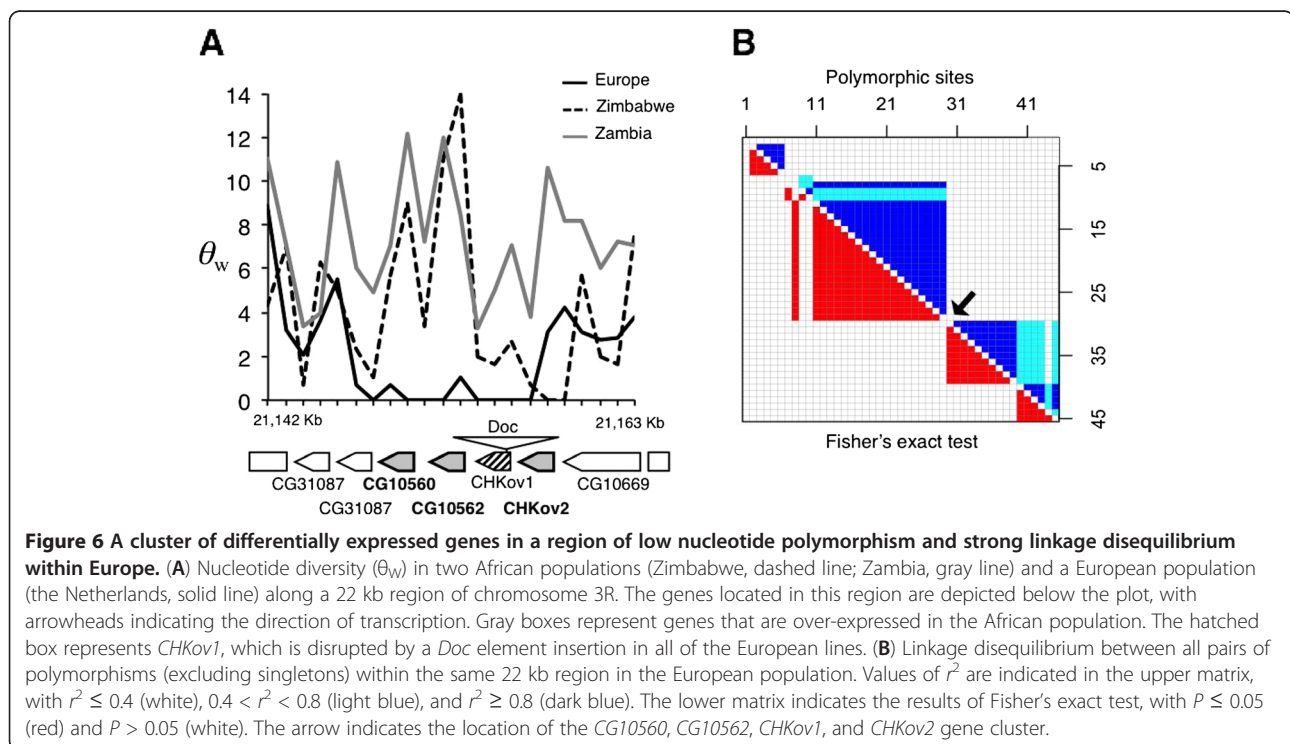 A
B
Europe
Zimbabwe
Zambia
14
12
10
8
6
4
2
0
θw
21,142 Kb
21,163 Kb
Doc
CG31087
CG10560
CHKov1
CG10669
CG31087
CG10562
CHKov2
Polymorphic sites
1 11 21 31 41
5
15
25
35
45
Fisher's exact test
Figure 6 A cluster of differentially expressed genes in a region of low nucleotide polymorphism and strong linkage disequilibrium
within Europe. (A) Nucleotide diversity (θW) in two African populations (Zimbabwe, dashed line; Zambia, gray line) and a European population
(the Netherlands, solid line) along a 22 kb region of chromosome 3R. The genes located in this region are depicted below the plot, with
arrowheads indicating the direction of transcription. Gray boxes represent genes that are over-expressed in the African population. The hatched
box represents CHKov1, which is disrupted by a Doc element insertion in all of the European lines. (B) Linkage disequilibrium between all pairs of
polymorphisms (excluding singletons) within the same 22 kb region in the European population. Values of r² are indicated in the upper matrix,
with r² ≤ 0.4 (white), 0.4 < r² < 0.8 (light blue), and r² ≥ 0.8 (dark blue). The lower matrix indicates the results of Fisher's exact test, with P ≤ 0.05
(red) and P > 0.05 (white). The arrow indicates the location of the CG10560, CG10562, CHKov1, and CHKov2 gene cluster.